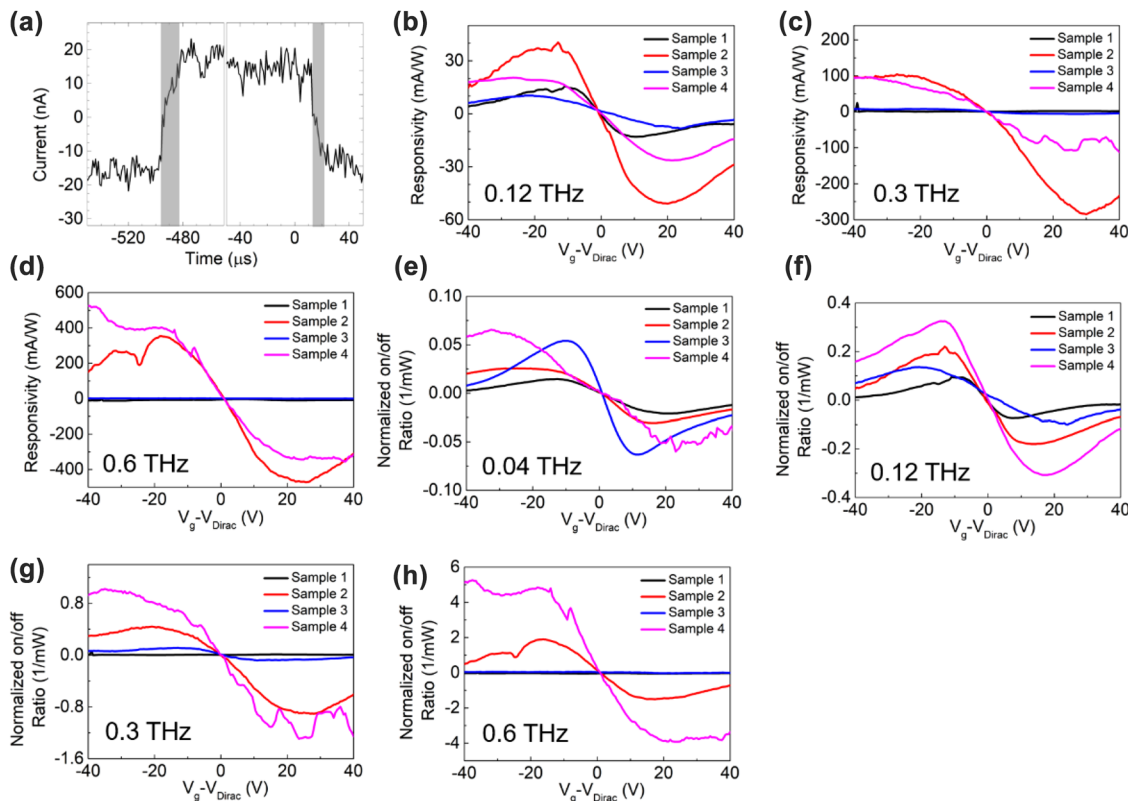 (a)
Current (nA)
20
10
0
-10
-20
-30
-520 -480 -40 0 40
Time (μs)
(b)
Responsivity (mA/W)
30
0
-30
-60
Sample 1
Sample 2
Sample 3
Sample 4
0.12 THz
-40 -20 0 20 40
Vg-VDirac (V)
(c)
Responsivity (mA/W)
300
200
100
0
-100
-200
-300
Sample 1
Sample 2
Sample 3
Sample 4
0.3 THz
-40 -20 0 20 40
Vg-VDirac (V)
(d)
Responsivity (mA/W)
600
400
200
0
-200
-400
Sample 1
Sample 2
Sample 3
Sample 4
0.6 THz
-40 -20 0 20 40
Vg-VDirac (V)
(e)
Normalized on/off
Ratio (1/mW)
0.10
0.05
0.00
-0.05
-0.10
Sample 1
Sample 2
Sample 3
Sample 4
0.04 THz
-40 -20 0 20 40
Vg-VDirac (V)
(f)
Normalized on/off
Ratio (1/mW)
0.4
0.2
0.0
-0.2
-0.4
Sample 1
Sample 2
Sample 3
Sample 4
0.12 THz
-40 -20 0 20 40
Vg-VDirac (V)
(g)
Normalized on/off
Ratio (1/mW)
0.8
0.0
-0.8
-1.6
Sample 1
Sample 2
Sample 3
Sample 4
0.3 THz
-40 -20 0 20 40
Vg-VDirac (V)
(h)
Normalized on/off
Ratio (1/mW)
6
4
2
0
-2
-4
Sample 1
Sample 2
Sample 3
Sample 4
0.6 THz
-40 -20 0 20 40
Vg-VDirac (V)